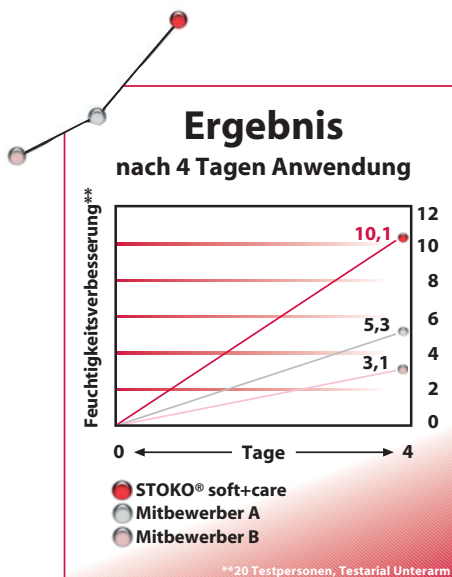 Ergebnis
nach 4 Tagen Anwendung
Feuchtigkeitsverbesserung**
12
10,1
10
8
6
5,3
4
3,1
2
0
0 Tage 4
STOKO® soft+care
Mitbewerber A
Mitbewerber B
**20 Testpersonen, Testarial Unterarm